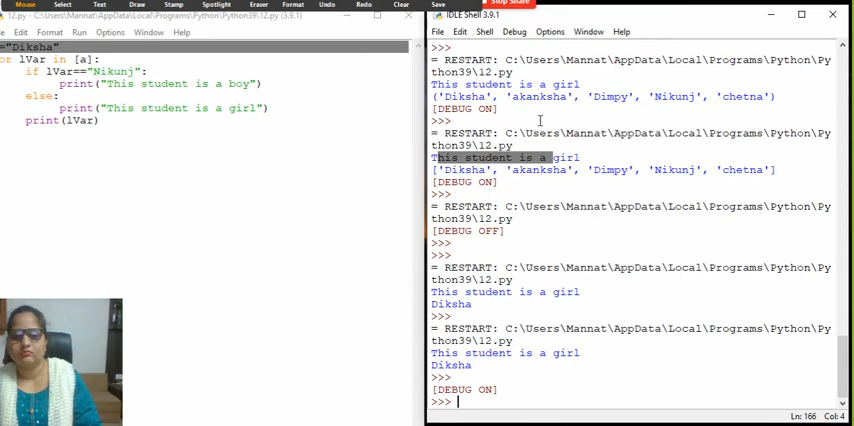 Mouse Select Text Draw Stamp Spotlight Eraser Format Undo Redo Clear Save
Stop Share
12.py - C:/Users/Mannat/AppData/Local/Programs/Python/Python39/12.py (3.9.1)
Edit Format Run Options Window Help
="Diksha"
or lVar in [a]:
if lVar=="Nikunj":
print("This student is a boy")
else:
print("This student is a girl")
print(lVar)
IDLE Shell 3.9.1
File Edit Shell Debug Options Window Help
>>>
= RESTART: C:/Users/Mannat/AppData/Local/Programs/Python/Py
thon39\12.py
This student is a girl
('Diksha', 'akanksha', 'Dimpy', 'Nikunj', 'chetna')
[DEBUG ON]
>>>
= RESTART: C:/Users/Mannat/AppData/Local/Programs/Python/Py
thon39\12.py
This student is a girl
['Diksha', 'akanksha', 'Dimpy', 'Nikunj', 'chetna']
[DEBUG ON]
>>>
= RESTART: C:/Users/Mannat/AppData/Local/Programs/Python/Py
thon39\12.py
[DEBUG OFF]
>>>
>>>
= RESTART: C:/Users/Mannat/AppData/Local/Programs/Python/Py
thon39\12.py
This student is a girl
Diksha
>>>
= RESTART: C:/Users/Mannat/AppData/Local/Programs/Python/Py
thon39\12.py
This student is a girl
Diksha
>>>
[DEBUG ON]
>>>
Ln: 166 Col: 4